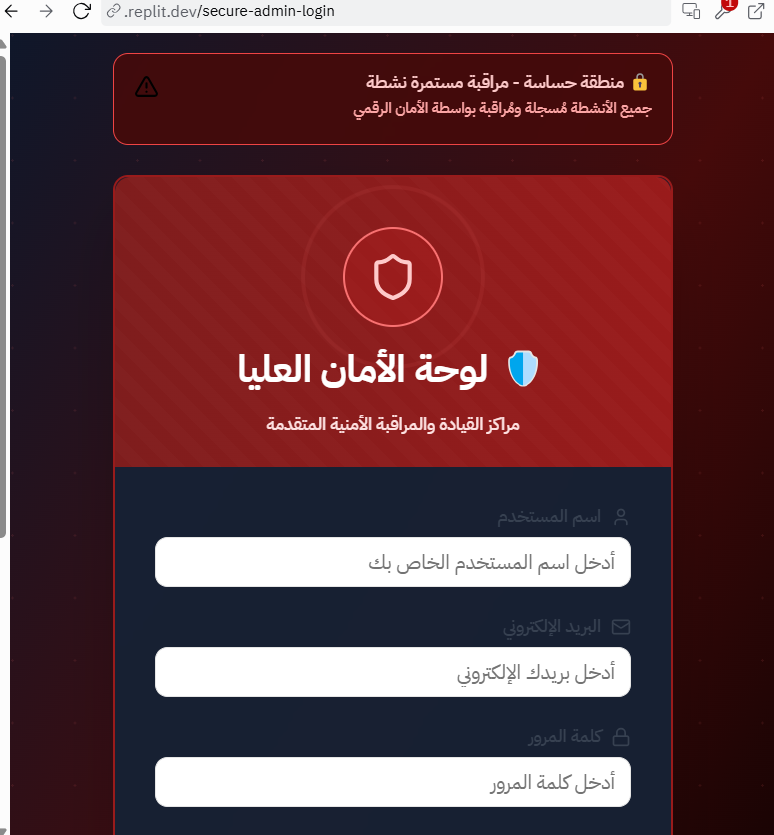 .replit.dev/secure-admin-login
1
🔒 منطقة حساسة - مراقبة مستمرة نشطة
جميع الأنشطة مُسجلة ومُراقبة بواسطة الأمان الرقمي
🛡️ لوحة الأمان العليا
مراكز القيادة والمراقبة الأمنية المتقدمة
اسم المستخدم
أدخل اسم المستخدم الخاص بك
البريد الإلكتروني
أدخل بريدك الإلكتروني
كلمة المرور
أدخل كلمة المرور